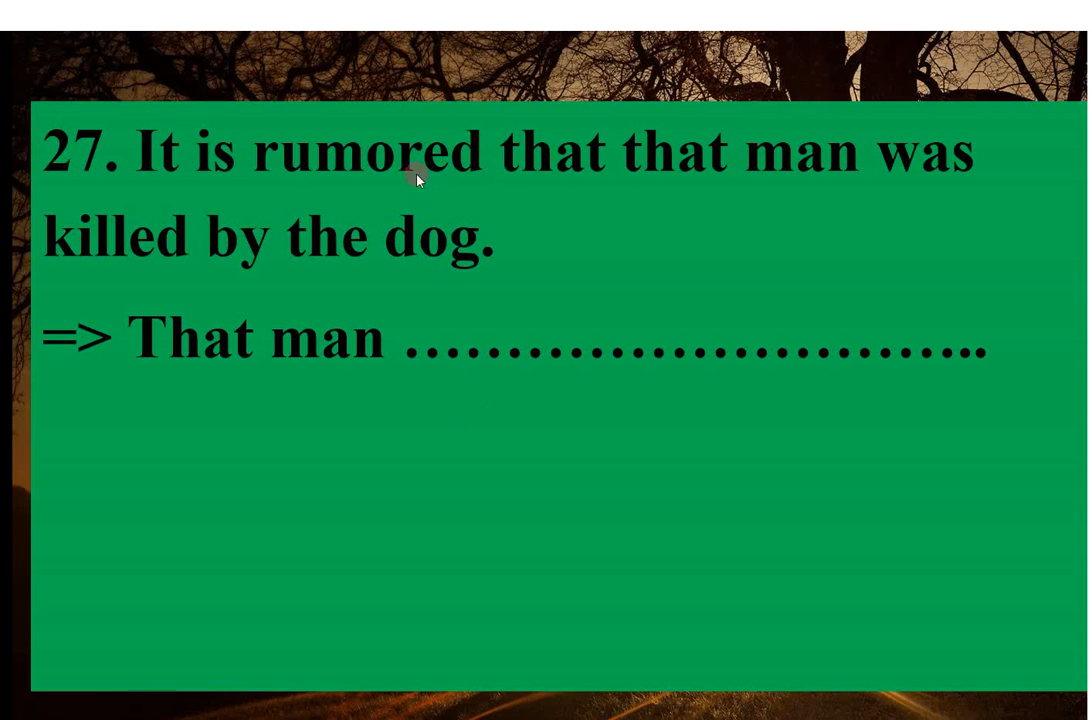 27. It is rumored that that man was
killed by the dog.
=> That man …………………………..